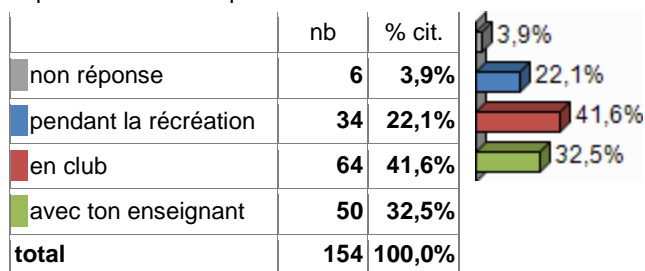 nb % cit.
non réponse 6 3,9%
pendant la récréation 34 22,1%
en club 64 41,6%
avec ton enseignant 50 32,5%
total 154 100,0%
3,9%
22,1%
41,6%
32,5%